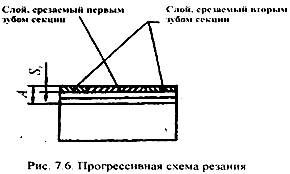 Слой, срезаемый первым
зубом секции
Слой, срезаемый вторым
зубом секции
S
A
Рис. 7.6. Прогрессивная схема резания